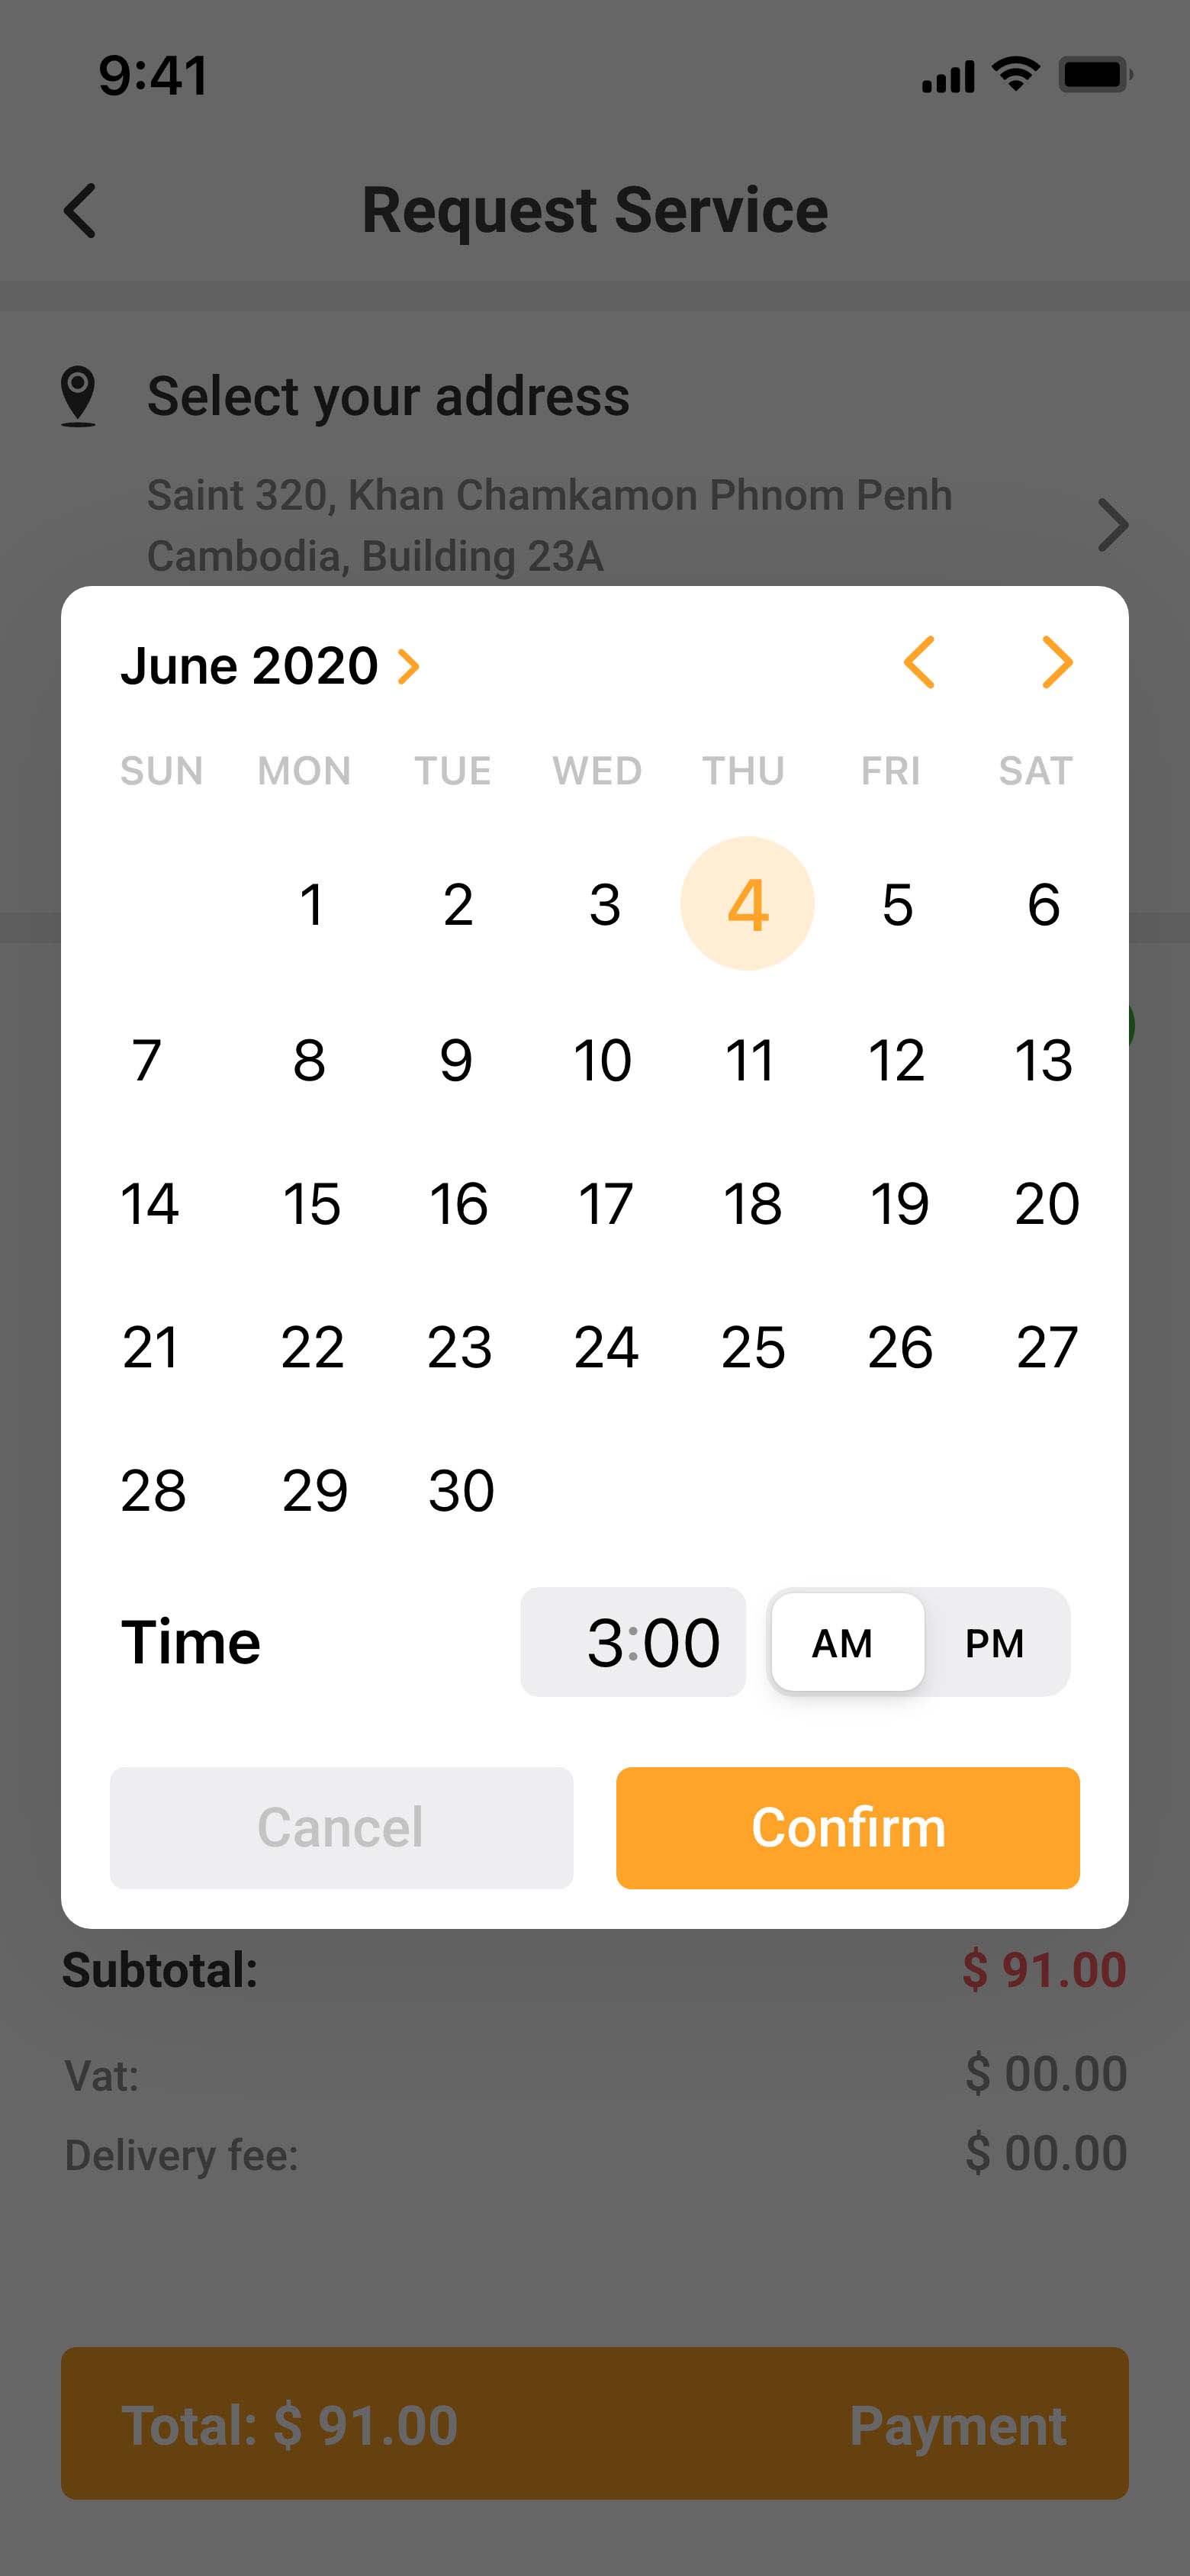 9:41
Request Service
Select your address
Saint 320, Khan Chamkamon Phnom Penh
Cambodia, Building 23A
June 2020
SUN MON TUE WED THU FRI SAT
1 2 3 4 5 6
7 8 9 10 11 12 13
14 15 16 17 18 19 20
21 22 23 24 25 26 27
28 29 30
Time 3:00 AM PM
Cancel Confirm
Subtotal: $ 91.00
Vat: $ 00.00
Delivery fee: $ 00.00
Total: $ 91.00 Payment